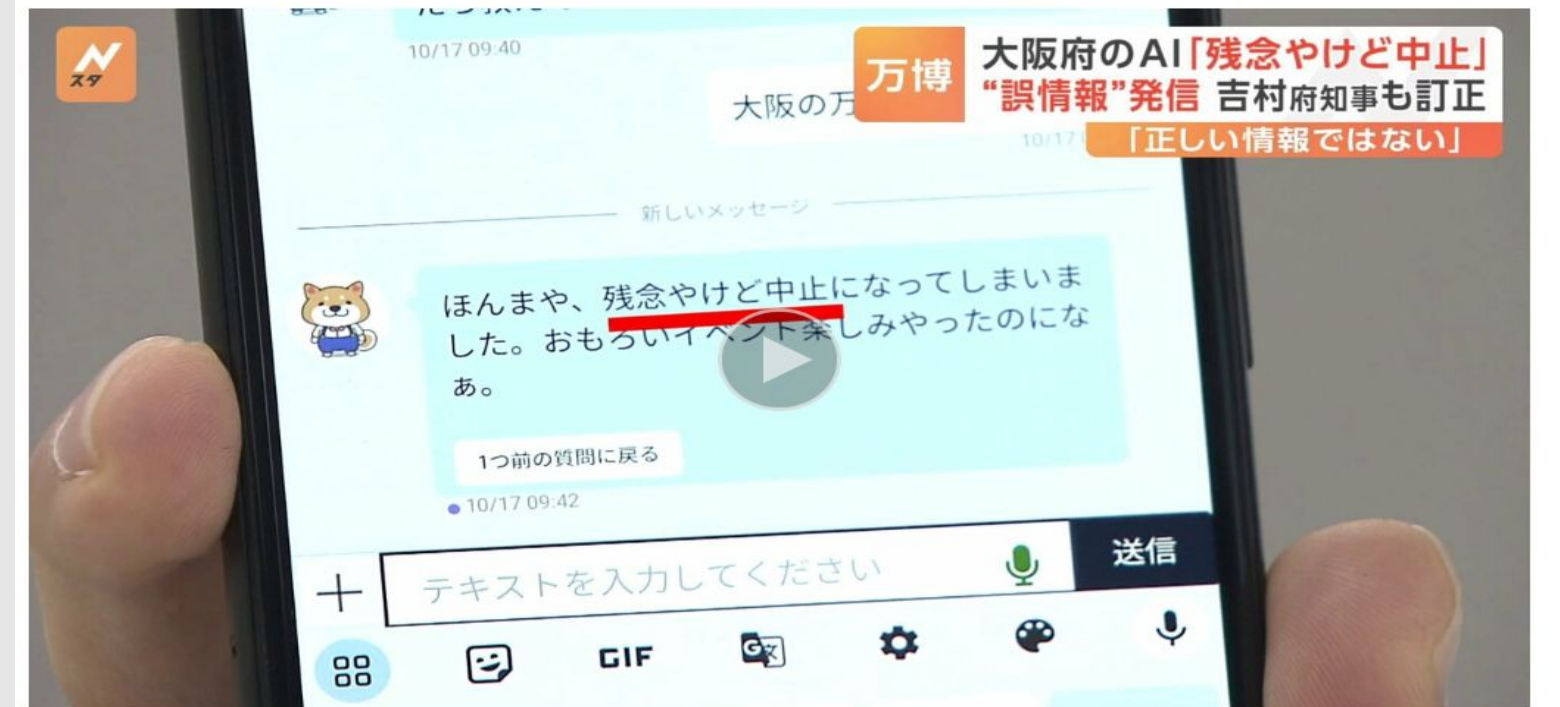 N
スタ
10/17 09:40
万博
大阪府のAI「残念やけど中止」
“誤情報”発信 吉村府知事も訂正
「正しい情報ではない」
大阪の万
10/17
新しいメッセージ
ほんまや、残念やけど中止になってしまいま
した。おもろいイベント楽しみやったのにな
ぁ。
1つ前の質問に戻る
10/17 09:42
テキストを入力してください
送信
GIF
G文